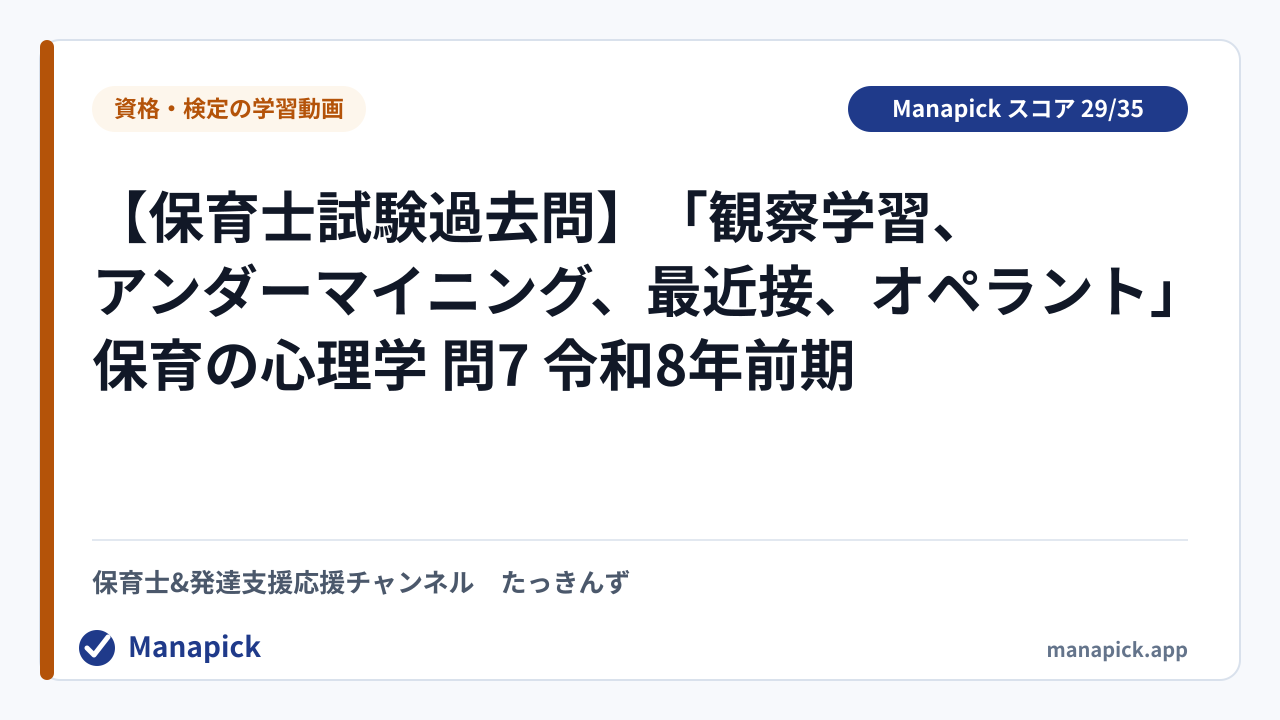 資格・検定の学習動画
Manapick スコア 29/35
【保育士試験過去問】「観察学習、
アンダーマイニング、最近接、オペラント」
保育の心理学 問7 令和8年前期
保育士&発達支援応援チャンネル　たっきんず
Manapick
manapick.app